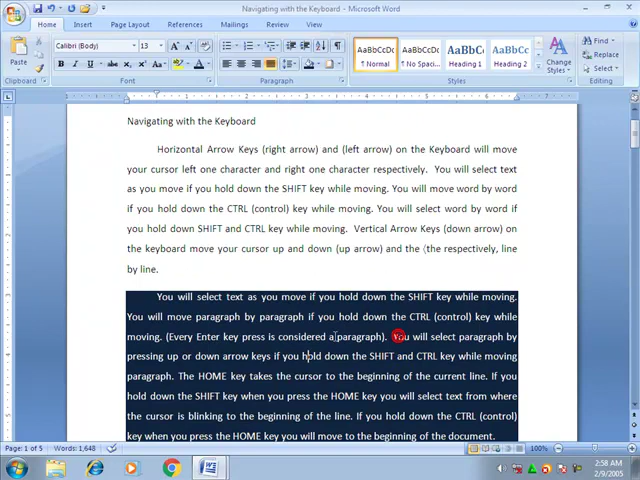 Navigating with the Keyboard - Microsoft Word
Home Insert Page Layout References Mailings Review View
Paste
Calibri (Body) 13
AaBbCcDc AaBbCcDc AaBbC AaBbCc
¶ Normal ¶ No Spaci... Heading 1 Heading 2
Change Styles
Find
Replace
Select
Clipboard Font Paragraph Styles Editing
Navigating with the Keyboard
Horizontal Arrow Keys (right arrow) and (left arrow) on the Keyboard will move
your cursor left one character and right one character respectively. You will select text
as you move if you hold down the SHIFT key while moving. You will move word by word
if you hold down the CTRL (control) key while moving. You will select word by word if
you hold down SHIFT and CTRL key while moving. Vertical Arrow Keys (down arrow) on
the keyboard move your cursor up and down (up arrow) and the (the respectively, line
by line.
You will select text as you move if you hold down the SHIFT key while moving.
You will move paragraph by paragraph if you hold down the CTRL (control) key while
moving. (Every Enter key press is considered a paragraph). You will select paragraph by
pressing up or down arrow keys if you hold down the SHIFT and CTRL key while moving
paragraph. The HOME key takes the cursor to the beginning of the current line. If you
hold down the SHIFT key when you press the HOME key you will select text from where
the cursor is blinking to the beginning of the line. If you hold down the CTRL (control)
key when you press the HOME key you will move to the beginning of the document.
Page: 1 of 5 Words: 1,648 100%
2:58 AM
2/9/2005